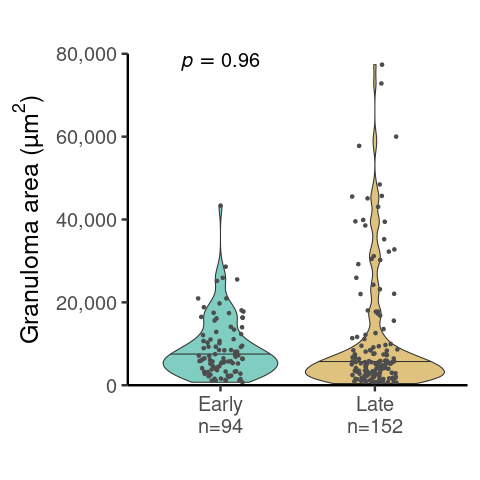 p = 0.96
Granuloma area (µm²)
80,000
60,000
40,000
20,000
0
Early
n=94
Late
n=152